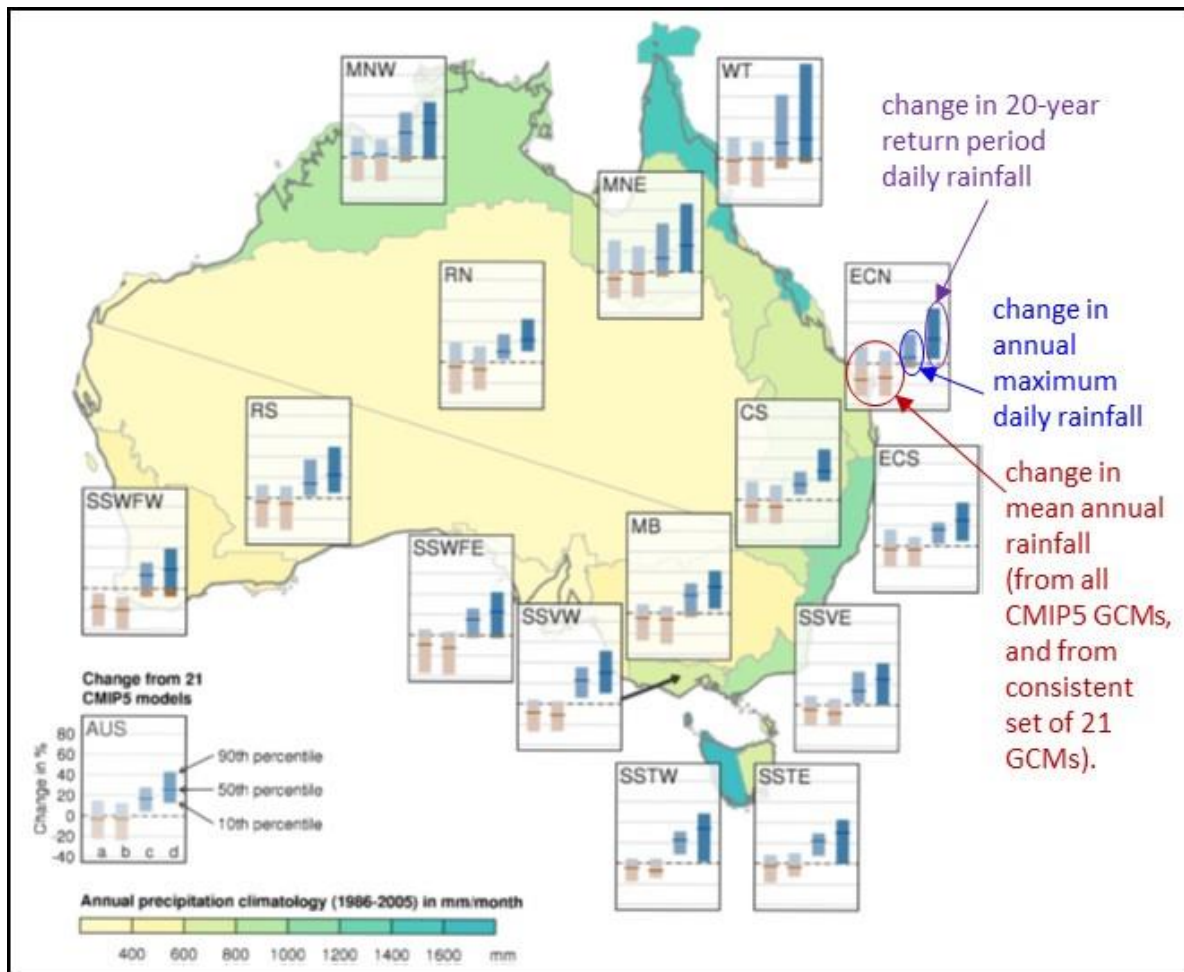 MNW
WT
change in 20-year
return period
daily rainfall
MNE
RN
ECN
change in
annual
maximum
daily rainfall
RS
CS
ECS
SSWFW
MB
SSWFE
change in
mean annual
rainfall
(from all
CMIP5 GCMs,
and from
consistent
set of 21
GCMs).
SSVW
SSVE
Change from 21
CMIP5 models
AUS
80
60
40
20
0
-20
-40
Change in %
90th percentile
50th percentile
10th percentile
a b c d
SSTW
SSTE
Annual precipitation climatology (1986-2005) in mm/month
400 600 800 1000 1200 1400 1600 mm